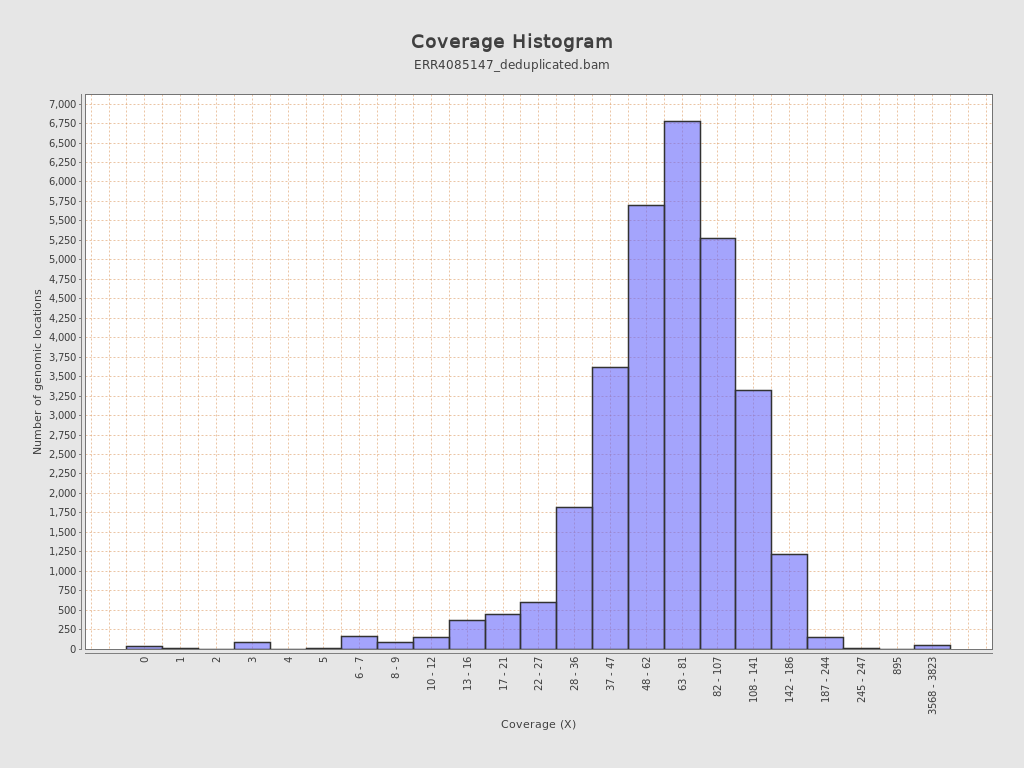 Coverage Histogram
ERR4085147_deduplicated.bam
7,000
6,750
6,500
6,250
6,000
5,750
5,500
5,250
5,000
4,750
4,500
4,250
4,000
3,750
3,500
3,250
3,000
2,750
2,500
2,250
2,000
1,750
1,500
1,250
1,000
750
500
250
0
Number of genomic locations
0
1
2
3
4
5
6 - 7
8 - 9
10 - 12
13 - 16
17 - 21
22 - 27
28 - 36
37 - 47
48 - 62
63 - 81
82 - 107
108 - 141
142 - 186
187 - 244
245 - 247
895
3568 - 3823
Coverage (X)